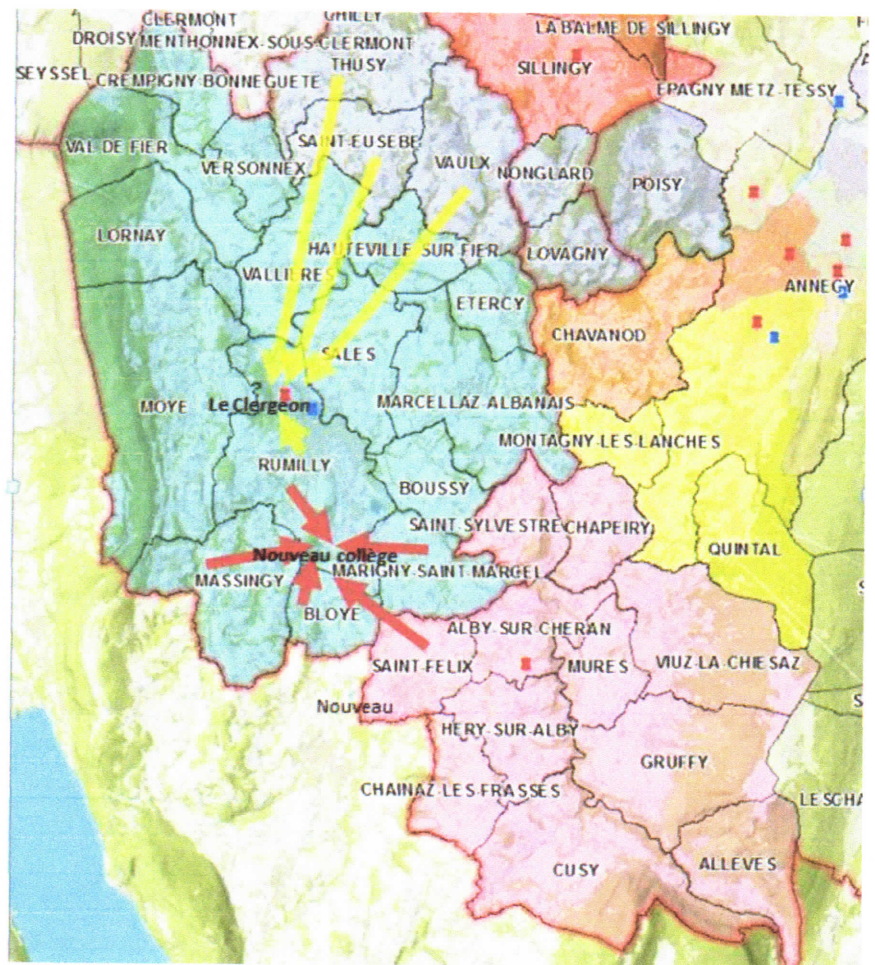 CLERMONT
CHILLY
LA BALME DE SILLINGY
DROISY MENTHONNEX-SOUS-CLERMONT
THUSY
SEYSSEL
CREMPIGNY-BONNEGUETE
SILLINGY
EPAGNY METZ-TESSY
VAL DE FIER
SAINT-EUSEBE
VERSONNEX
VAULX
NONGLARD
POISY
LORNAY
HAUTEVILLE-SUR-FIER
LOVAGNY
VALLIERES
ETERCY
ANNECY
CHAVANOD
SALES
?
MOYE
Le Clergeon
MARCELLAZ-ALBANAIS
MONTAGNY-LES-LANCHES
RUMILLY
BOUSSY
SAINT-SYLVESTRE
CHAPEIRY
QUINTAL
Nouveau collège
MASSINGY
MARIGNY-SAINT-MARCEL
BLOYE
ALBY-SUR-CHERAN
SAINT-FELIX
MURES
VIUZ-LA-CHIESAZ
Nouveau
HERY-SUR-ALBY
GRUFFY
CHAINAZ-LES-FRASSES
LESCHA
CUSY
ALLEVES